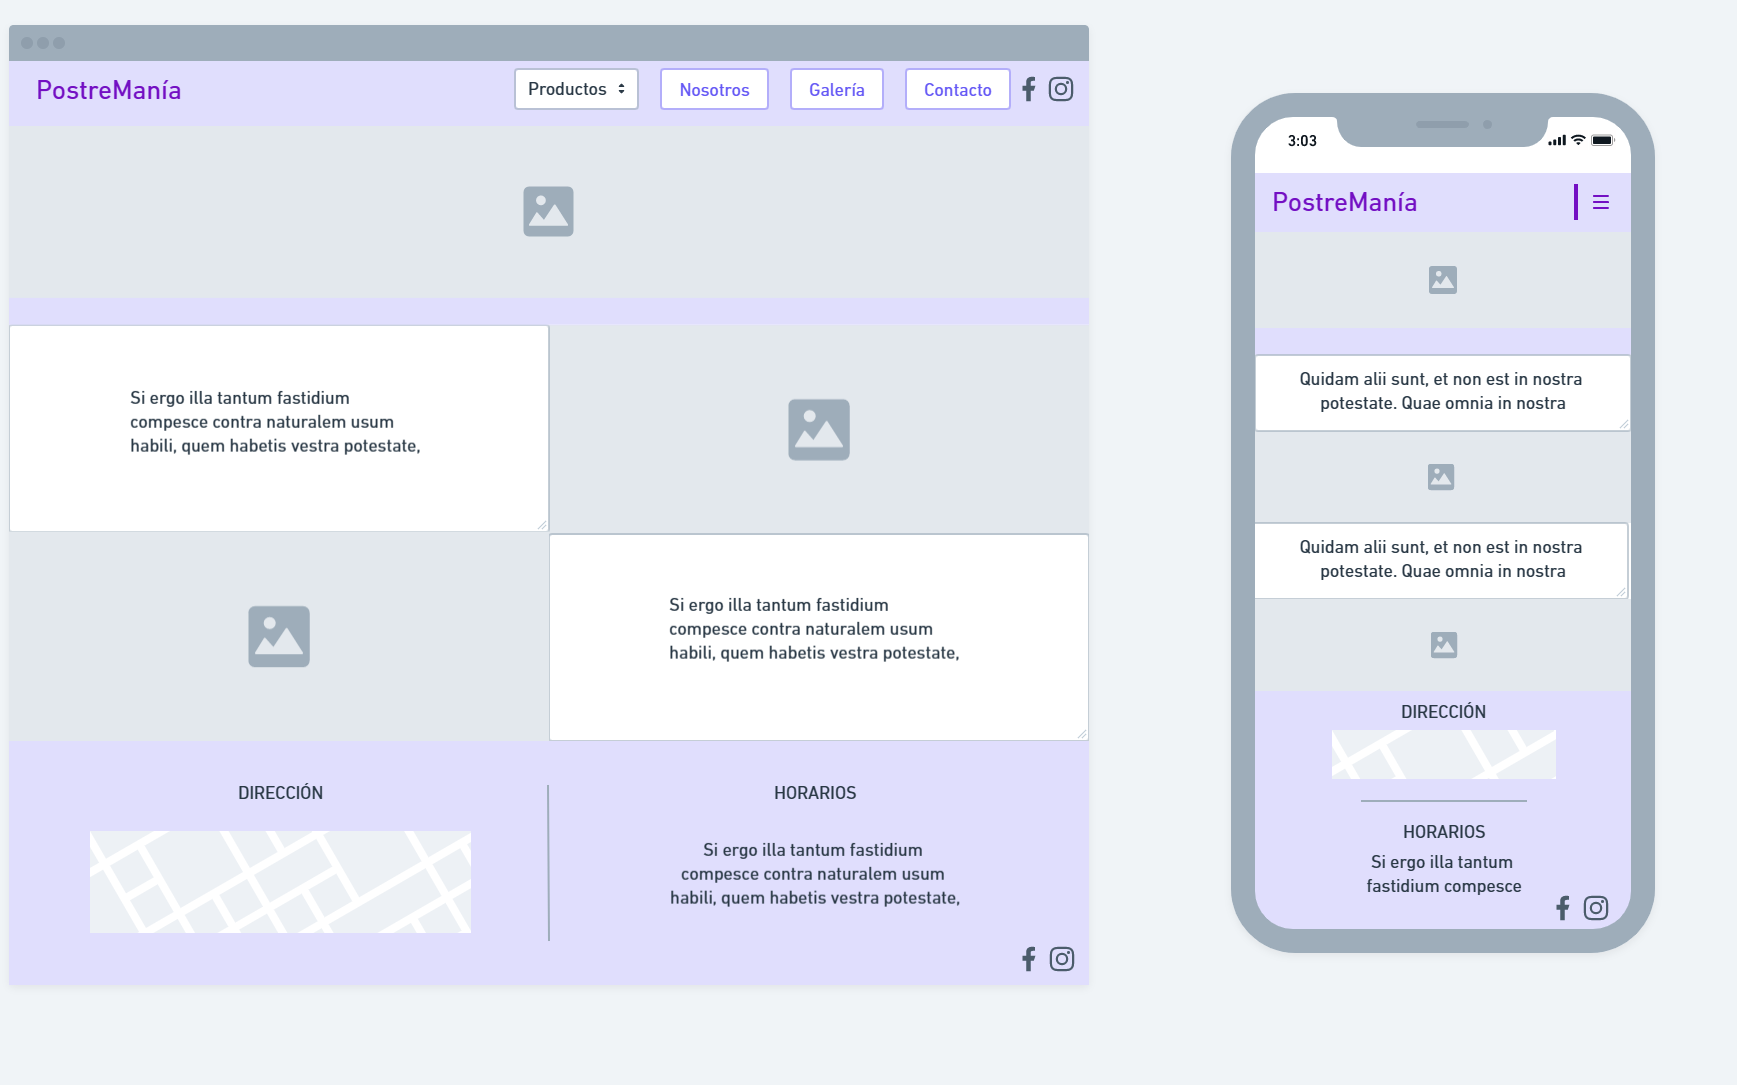 PostreManía
Productos
Nosotros
Galería
Contacto
Si ergo illa tantum fastidium
compesce contra naturalem usum
habili, quem habetis vestra potestate,
Si ergo illa tantum fastidium
compesce contra naturalem usum
habili, quem habetis vestra potestate,
DIRECCIÓN
HORARIOS
Si ergo illa tantum fastidium
compesce contra naturalem usum
habili, quem habetis vestra potestate,
3:03
PostreManía
Quidam alii sunt, et non est in nostra
potestate. Quae omnia in nostra
Quidam alii sunt, et non est in nostra
potestate. Quae omnia in nostra
DIRECCIÓN
HORARIOS
Si ergo illa tantum
fastidium compesce